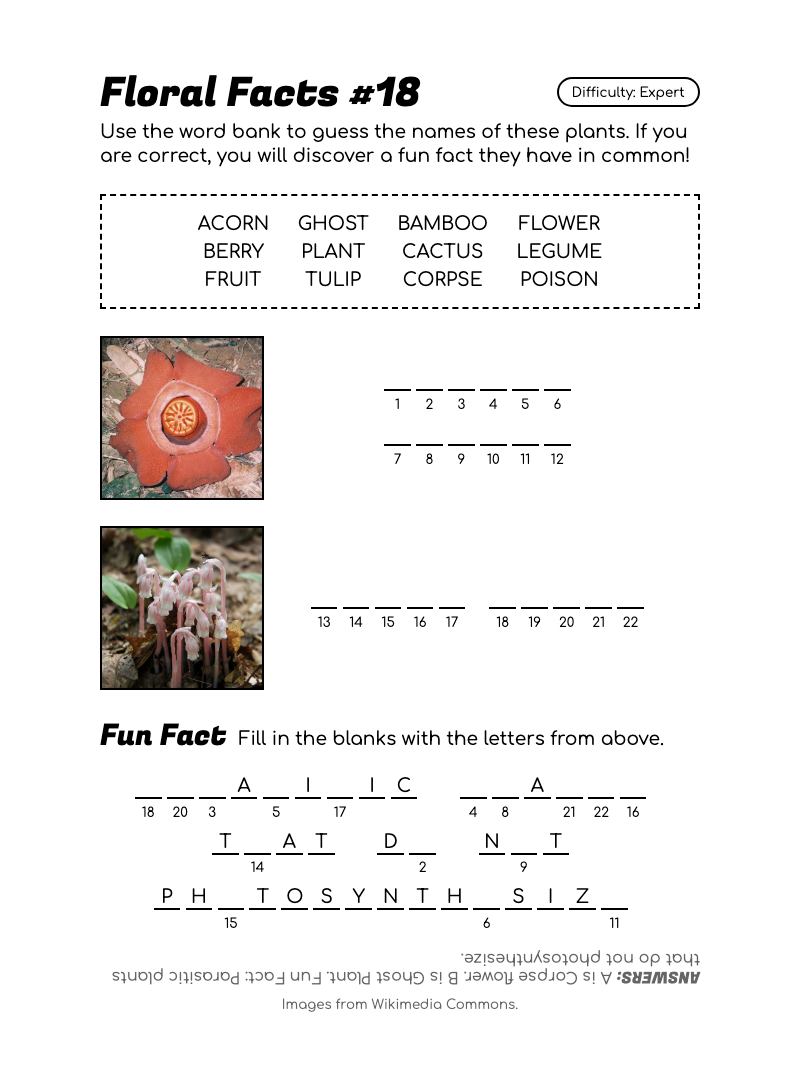 Floral Facts #18
Difficulty: Expert
Use the word bank to guess the names of these plants. If you
are correct, you will discover a fun fact they have in common!
ACORN GHOST BAMBOO FLOWER
BERRY PLANT CACTUS LEGUME
FRUIT TULIP CORPSE POISON
1 2 3 4 5 6
7 8 9 10 11 12
13 14 15 16 17 18 19 20 21 22
Fun Fact Fill in the blanks with the letters from above.
_ _ _ A _ I _ I C _ _ A _ _ _
18 20 3 5 17 4 8 21 22 16
T _ A T D _ N _ T
14 2 9
P H _ T O S Y N T H _ S I Z _
15 6 11
ANSWERS: A is Corpse flower. B is Ghost Plant. Fun Fact: Parasitic plants
that do not photosynthesize.
Images from Wikimedia Commons.